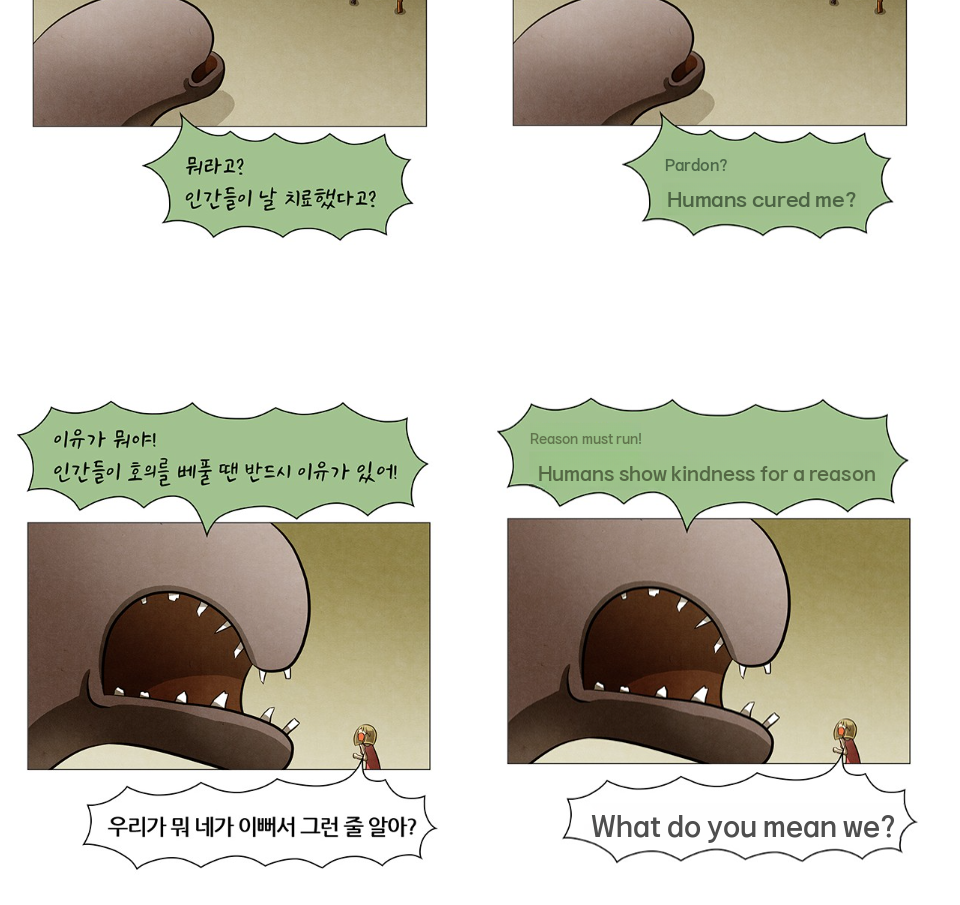 뭐라고?
인간들이 날 치료했다고?
Pardon?
Humans cured me?
이유가 뭐야!
인간들이 호의를 베풀 땐 반드시 이유가 있어!
Reason must run!
Humans show kindness for a reason
우리가 뭐 네가 이뻐서 그런 줄 알아?
What do you mean we?